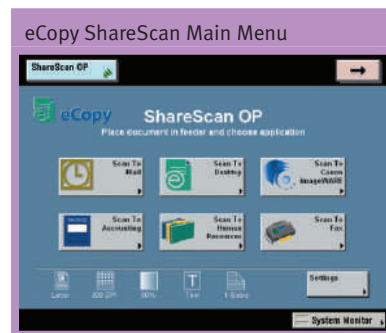 eCopy ShareScan Main Menu
ShareScan OP
eCopy ShareScan OP
Place document in feeder and choose application
Scan To Mail
Scan To Desktop
Scan To Canon imageWARE
Scan To Accounting
Scan To Human Resources
Scan To Fax
Settings
Letter
Text
System Monitor